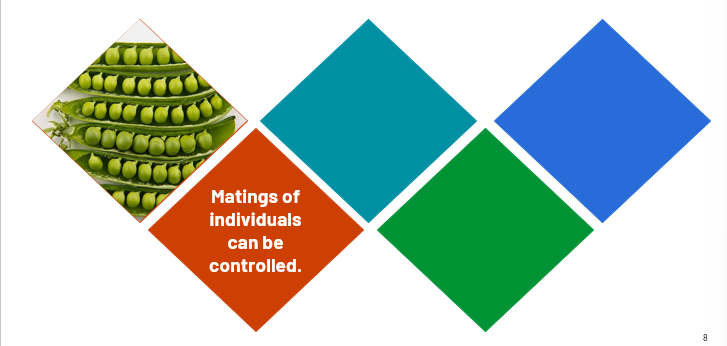 Matings of
individuals
can be
controlled.
8